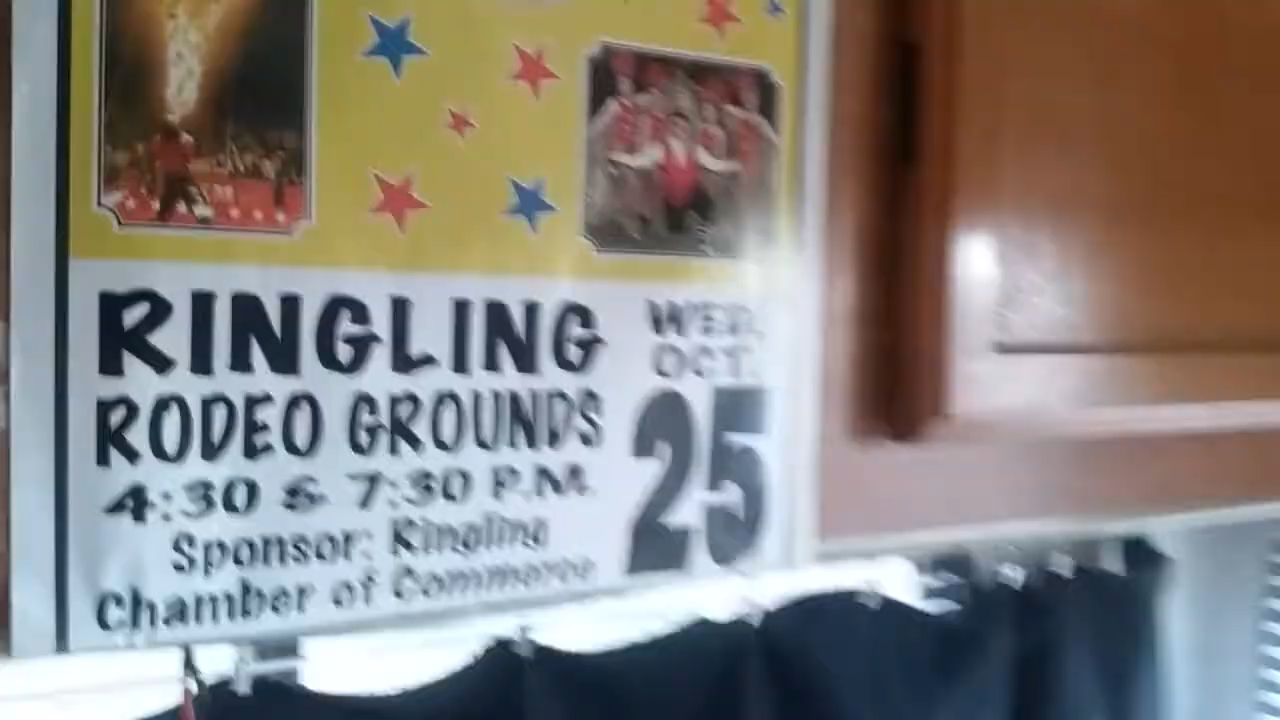 RINGLING
RODEO GROUNDS
4:30 & 7:30 P.M.
Sponsor: Ringling
Chamber of Commerce
WED.
OCT.
25